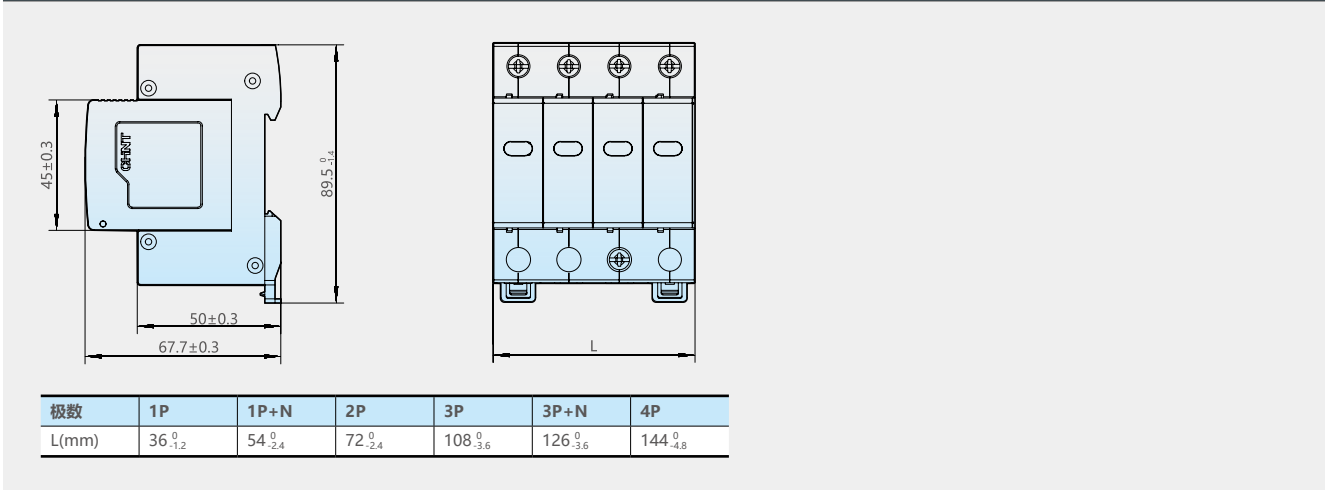 CHNT
45±0.3
89.5 0 -1.4
50±0.3
67.7±0.3
L
极数 1P 1P+N 2P 3P 3P+N 4P
L(mm) 36 0 -1.2 54 0 -2.4 72 0 -2.4 108 0 -3.6 126 0 -3.6 144 0 -4.8